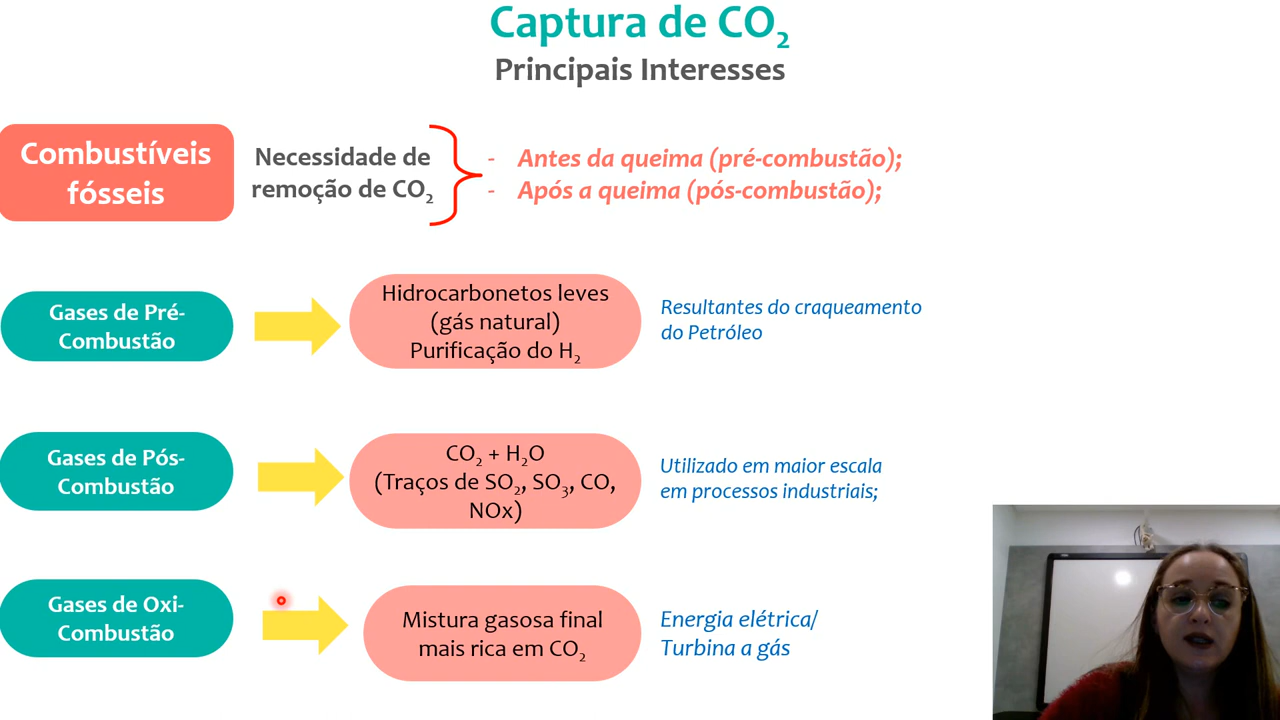 Captura de CO₂
Principais Interesses
Combustíveis
fósseis
Necessidade de
remoção de CO₂
- Antes da queima (pré-combustão);
- Após a queima (pós-combustão);
Gases de Pré-
Combustão
Hidrocarbonetos leves
(gás natural)
Purificação do H₂
Resultantes do craqueamento
do Petróleo
Gases de Pós-
Combustão
CO₂ + H₂O
(Traços de SO₂, SO₃, CO,
NOx)
Utilizado em maior escala
em processos industriais;
Gases de Oxi-
Combustão
Mistura gasosa final
mais rica em CO₂
Energia elétrica/
Turbina a gás